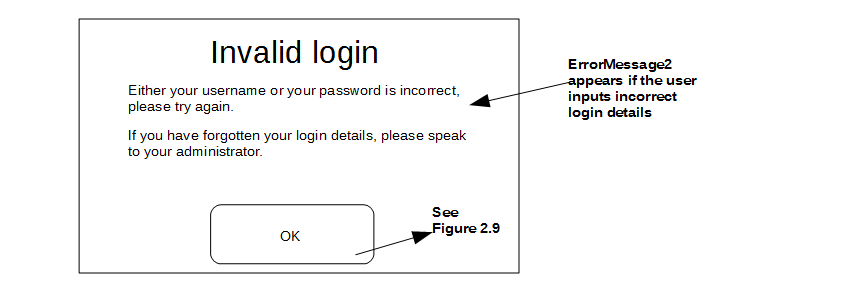 Invalid login
Either your username or your password is incorrect,
please try again.
If you have forgotten your login details, please speak
to your administrator.
OK
See
Figure 2.9
ErrorMessage2
appears if the user
inputs incorrect
login details